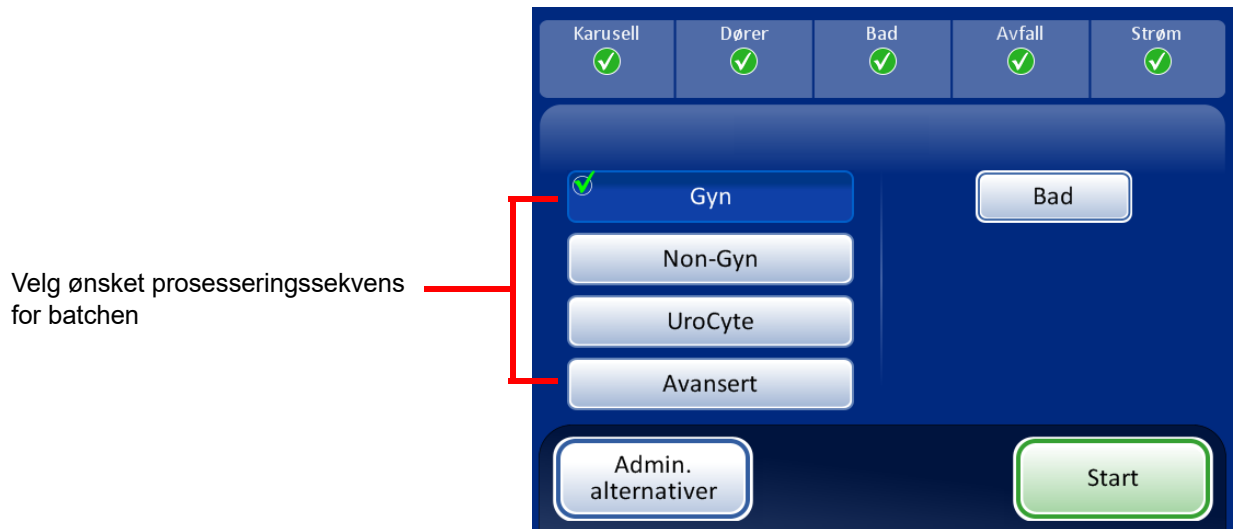 Karusell
Dører
Bad
Avfall
Strøm
Gyn
Bad
Non-Gyn
Velg ønsket prosesseringssekvens
for batchen
UroCyte
Avansert
Admin.
alternativer
Start